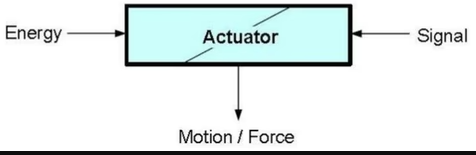 Energy
Actuator
Signal
Motion / Force